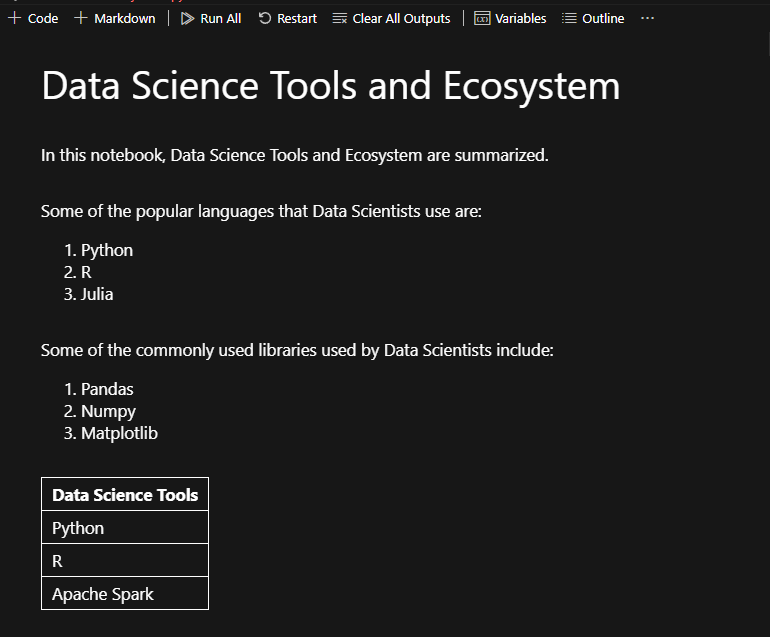 Code Markdown Run All Restart Clear All Outputs Variables Outline ...
Data Science Tools and Ecosystem
In this notebook, Data Science Tools and Ecosystem are summarized.
Some of the popular languages that Data Scientists use are:
1. Python
2. R
3. Julia
Some of the commonly used libraries used by Data Scientists include:
1. Pandas
2. Numpy
3. Matplotlib
Data Science Tools
Python
R
Apache Spark